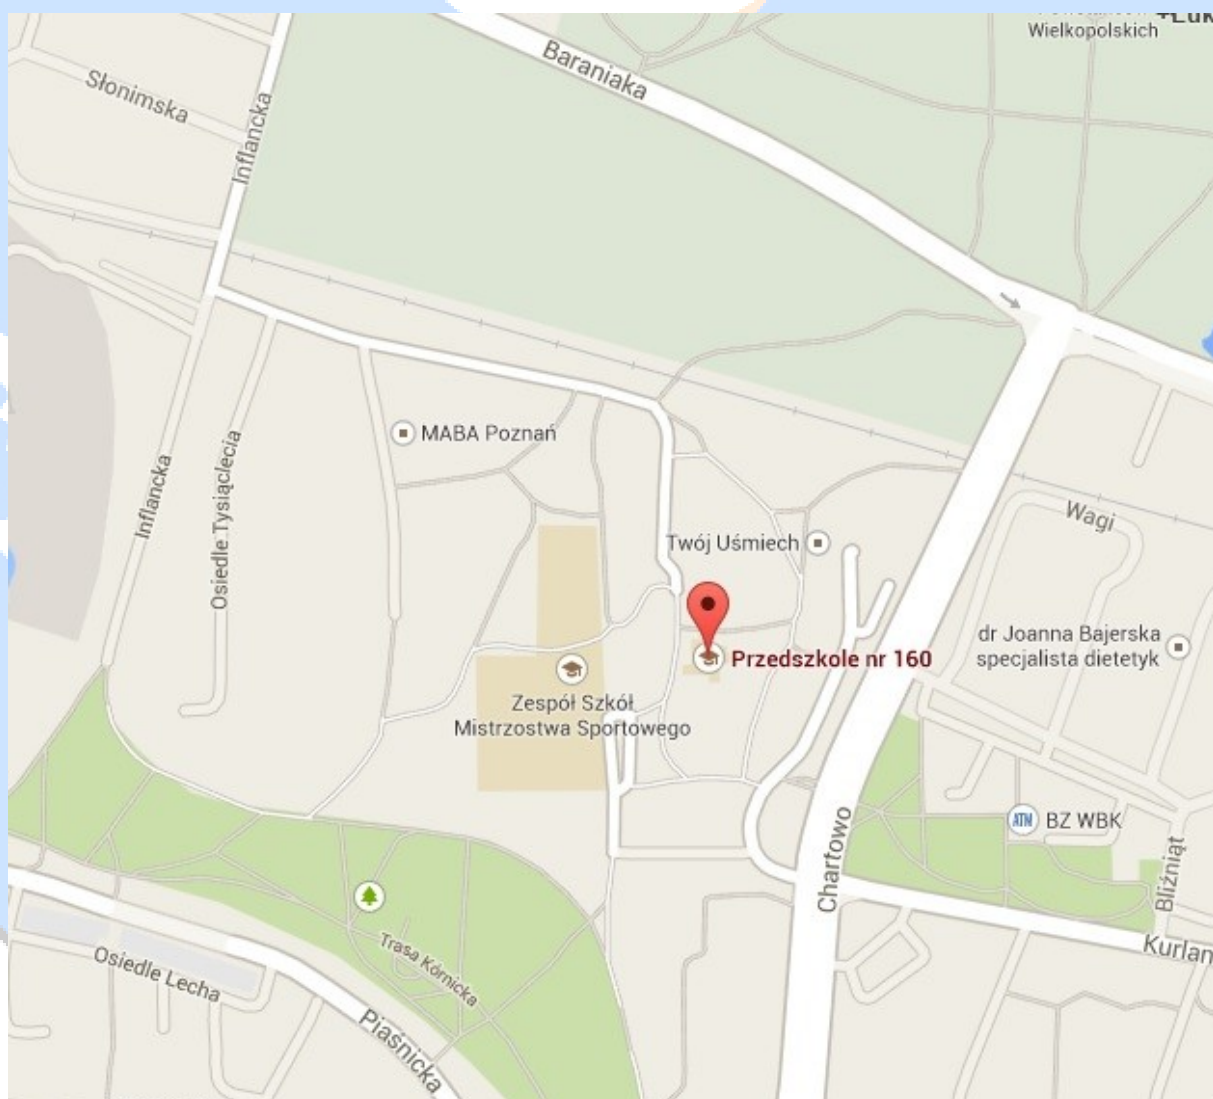 Wielkopolskich
Baraniaka
Słonimska
Inflancka
MABA Poznań
Osiedle Tysiąclecia
Inflancka
Wagi
Twój Uśmiech
dr Joanna Bajerska
specjalista dietetyk
Przedszkole nr 160
Zespół Szkół
Mistrzostwa Sportowego
ATM
BZ WBK
Chartowo
Bliźniąt
Kurlan
Trasa Kórnicka
Osiedle Lecha
Piaśnicka